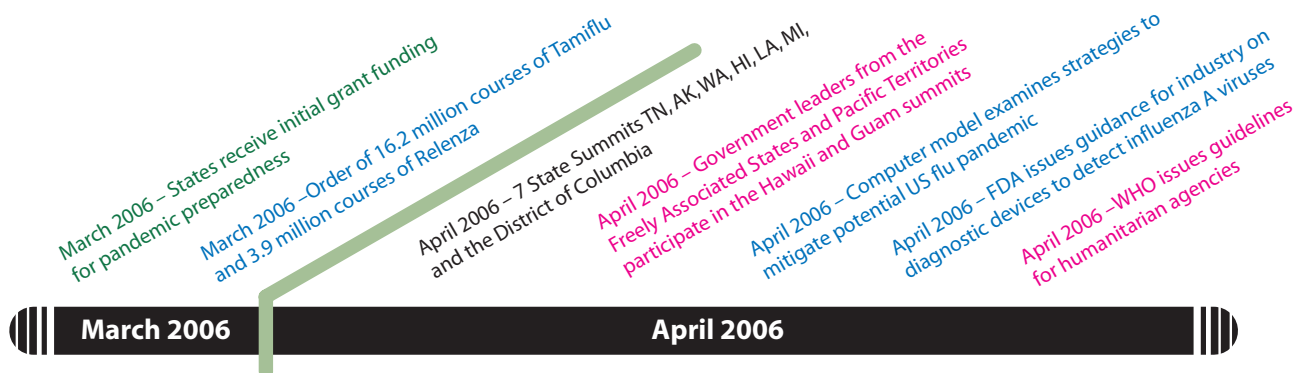 March 2006 – States receive initial grant funding
for pandemic preparedness
March 2006 –Order of 16.2 million courses of Tamiflu
and 3.9 million courses of Relenza
April 2006 – 7 State Summits TN, AK, WA, HI, LA, MI,
and the District of Columbia
April 2006 – Government leaders from the
Freely Associated States and Pacific Territories
participate in the Hawaii and Guam summits
April 2006 – Computer model examines strategies to
mitigate potential US flu pandemic
April 2006 – FDA issues guidance for industry on
diagnostic devices to detect influenza A viruses
April 2006 –WHO issues guidelines
for humanitarian agencies
March 2006
April 2006